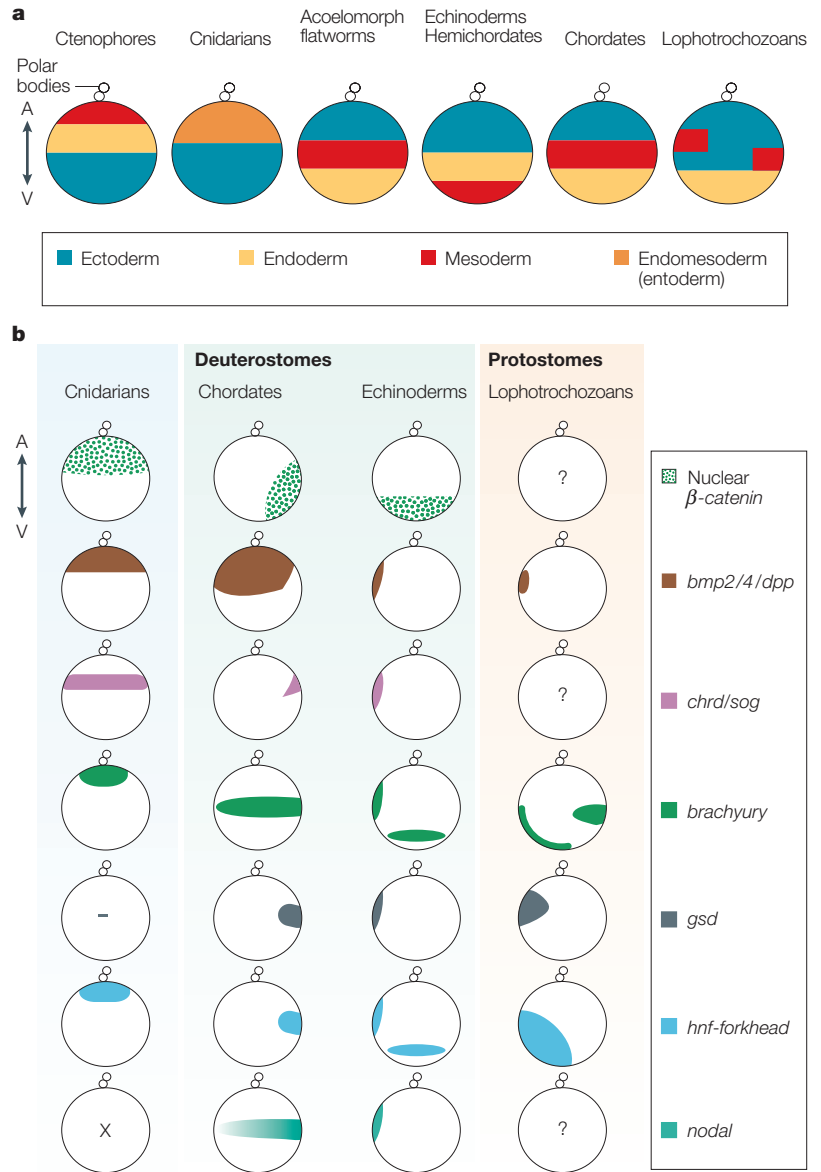 a
Ctenophores
Cnidarians
Acoelomorph
flatworms
Echinoderms
Hemichordates
Chordates
Lophotrochozoans
Polar
bodies
A
V
Ectoderm
Endoderm
Mesoderm
Endomesoderm
(entoderm)
b
Deuterostomes
Protostomes
Cnidarians
Chordates
Echinoderms
Lophotrochozoans
A
V
?
Nuclear
β-catenin
bmp2/4/dpp
?
chrd/sog
brachyury
–
gsd
hnf-forkhead
X
?
nodal